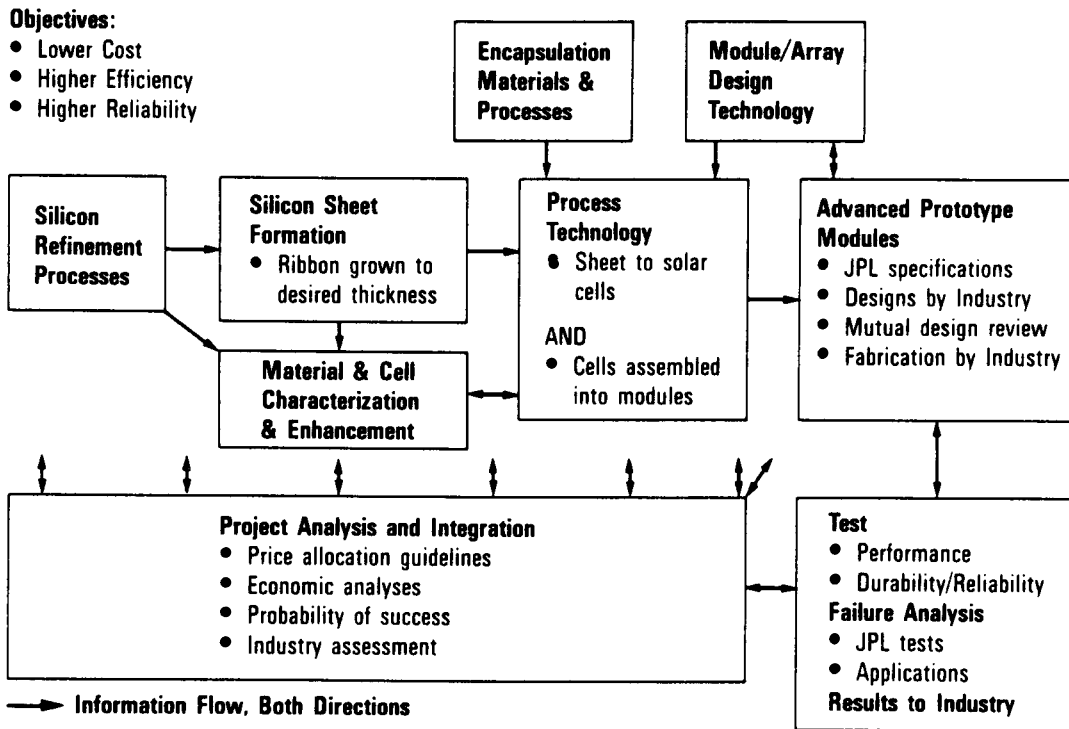 Objectives:
• Lower Cost
• Higher Efficiency
• Higher Reliability
Encapsulation
Materials &
Processes
Module/Array
Design
Technology
Silicon
Refinement
Processes
Silicon Sheet
Formation
• Ribbon grown to
desired thickness
Process
Technology
• Sheet to solar
cells
AND
• Cells assembled
into modules
Advanced Prototype
Modules
• JPL specifications
• Designs by Industry
• Mutual design review
• Fabrication by Industry
Material & Cell
Characterization
& Enhancement
Project Analysis and Integration
• Price allocation guidelines
• Economic analyses
• Probability of success
• Industry assessment
Test
• Performance
• Durability/Reliability
Failure Analysis
• JPL tests
• Applications
Results to Industry
Information Flow, Both Directions